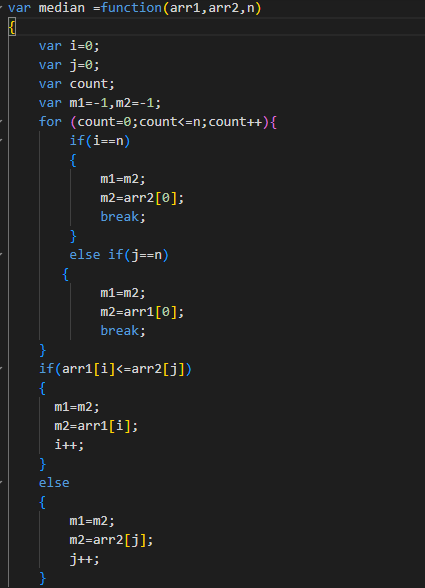 var median =function(arr1,arr2,n)
{
    var i=0;
    var j=0;
    var count;
    var m1=-1,m2=-1;
    for (count=0;count<=n;count++){
        if(i==n)
        {
            m1=m2;
            m2=arr2[0];
            break;
        }
        else if(j==n)
       {
            m1=m2;
            m2=arr1[0];
            break;
    }
    if(arr1[i]<=arr2[j])
    {
      m1=m2;
      m2=arr1[i];
      i++;
    }
    else
    {
        m1=m2;
        m2=arr2[j];
        j++;
    }